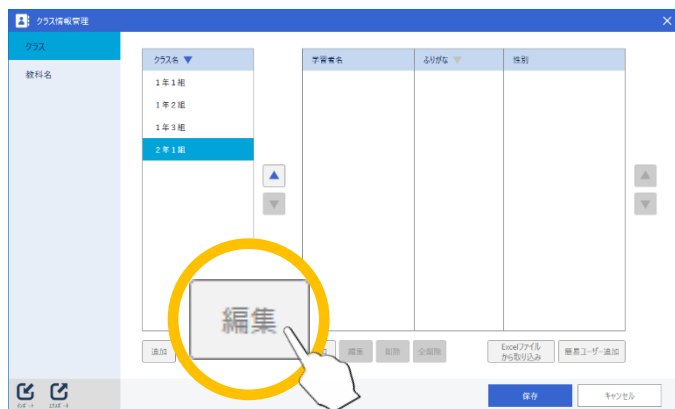 クラス情報管理
クラス
教科名
クラス名 ▼
1年1組
1年2組
1年3組
2年1組
学習者名
ふりがな ▼
性別
編集
追加
編集
削除
全削除
Excelファイル
から取り込み
簡易ユーザー追加
保存
キャンセル